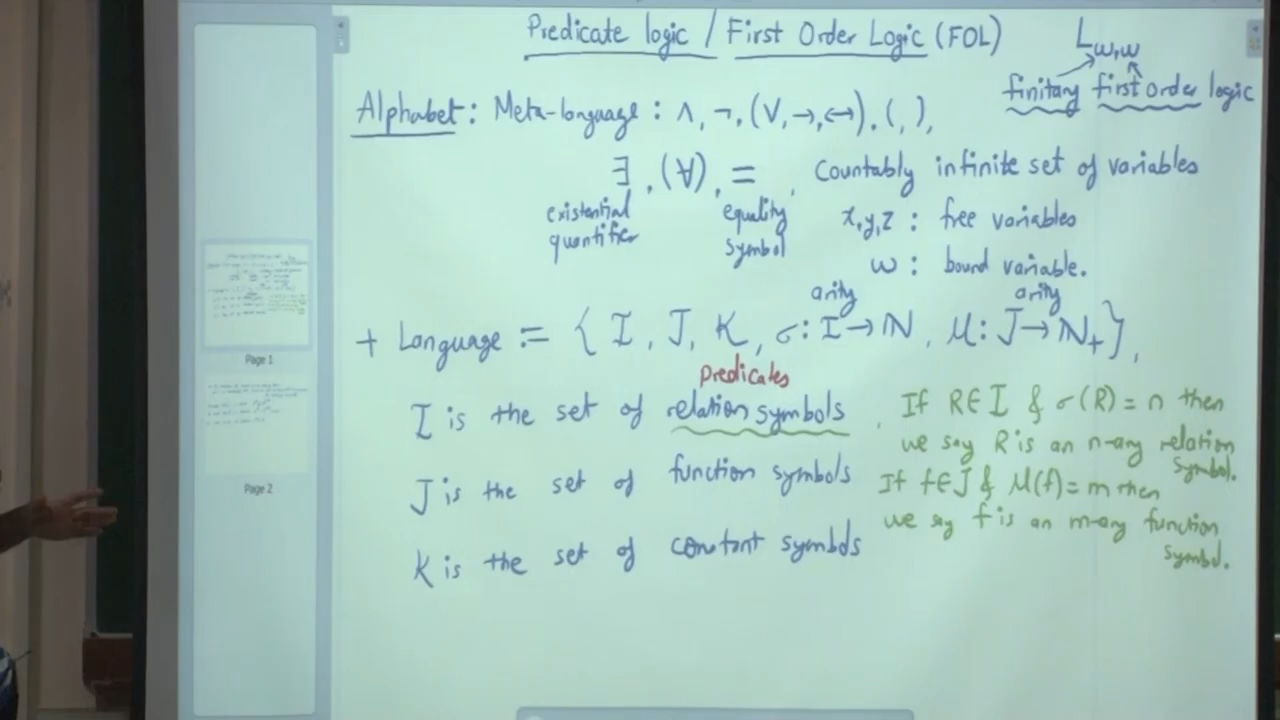 Predicate logic / First Order Logic (FOL)
L_ω,ω
finitary first order logic
Alphabet: Meta-language : ∧, ¬, (∨, →, ↔), (, ),
∃, (∀), =, Countably infinite set of variables
existential quantifier
equality symbol
x, y, z : free variables
w : bound variable.
arity
arity
+ Language := { I, J, K, σ: I → ℕ, μ: J → ℕ₊ },
predicates
I is the set of relation symbols
, If R ∈ I & σ(R) = n then
we say R is an n-ary relation
symbol.
J is the set of function symbols
If f ∈ J & μ(f) = m then
we say f is an m-ary function
symbol.
K is the set of constant symbols
Page 1
Page 2